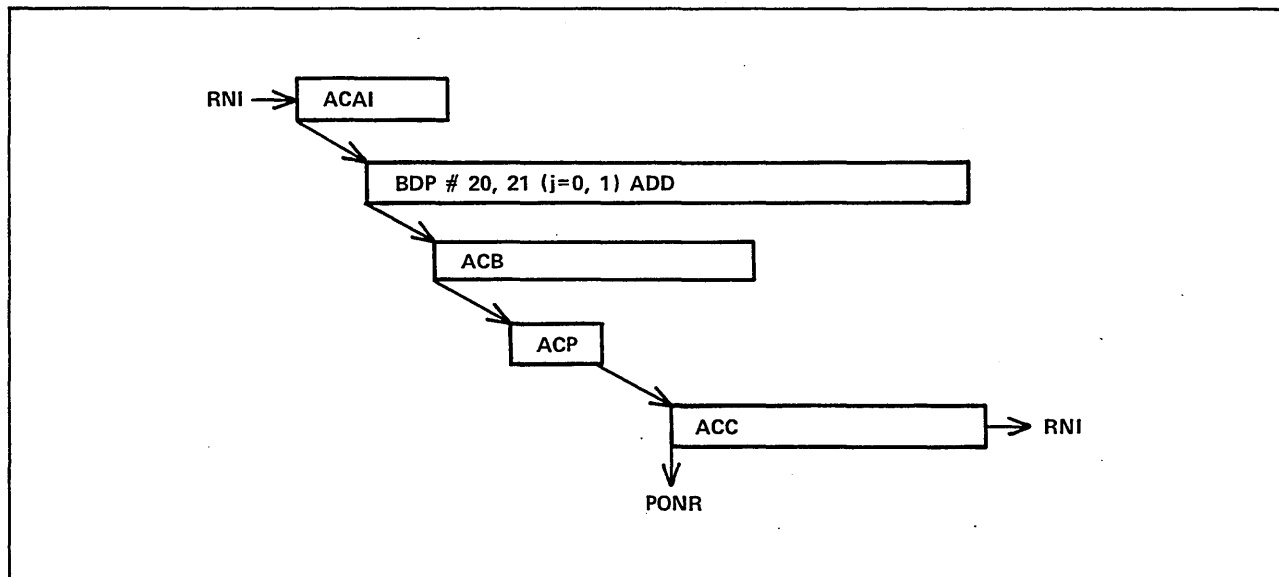 RNI
ACAI
BDP # 20, 21 (j=0, 1) ADD
ACB
ACP
ACC
RNI
PONR